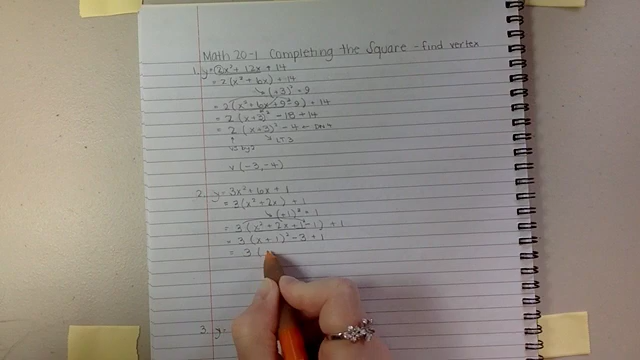 Math 20-1 Completing the Square - find vertex
1. y = 2x² + 12x + 14
= 2(x² + 6x) + 14
(+3)² = 9
= 2(x² + 6x + 9 - 9) + 14
= 2(x+3)² - 18 + 14
= 2(x+3)² - 4
v(-3, -4)
2. y = 3x² + 6x + 1
= 3(x² + 2x) + 1
(+1)² = 1
= 3(x² + 2x + 1 - 1) + 1
= 3(x + 1)² - 3 + 1
= 3(
3. y =